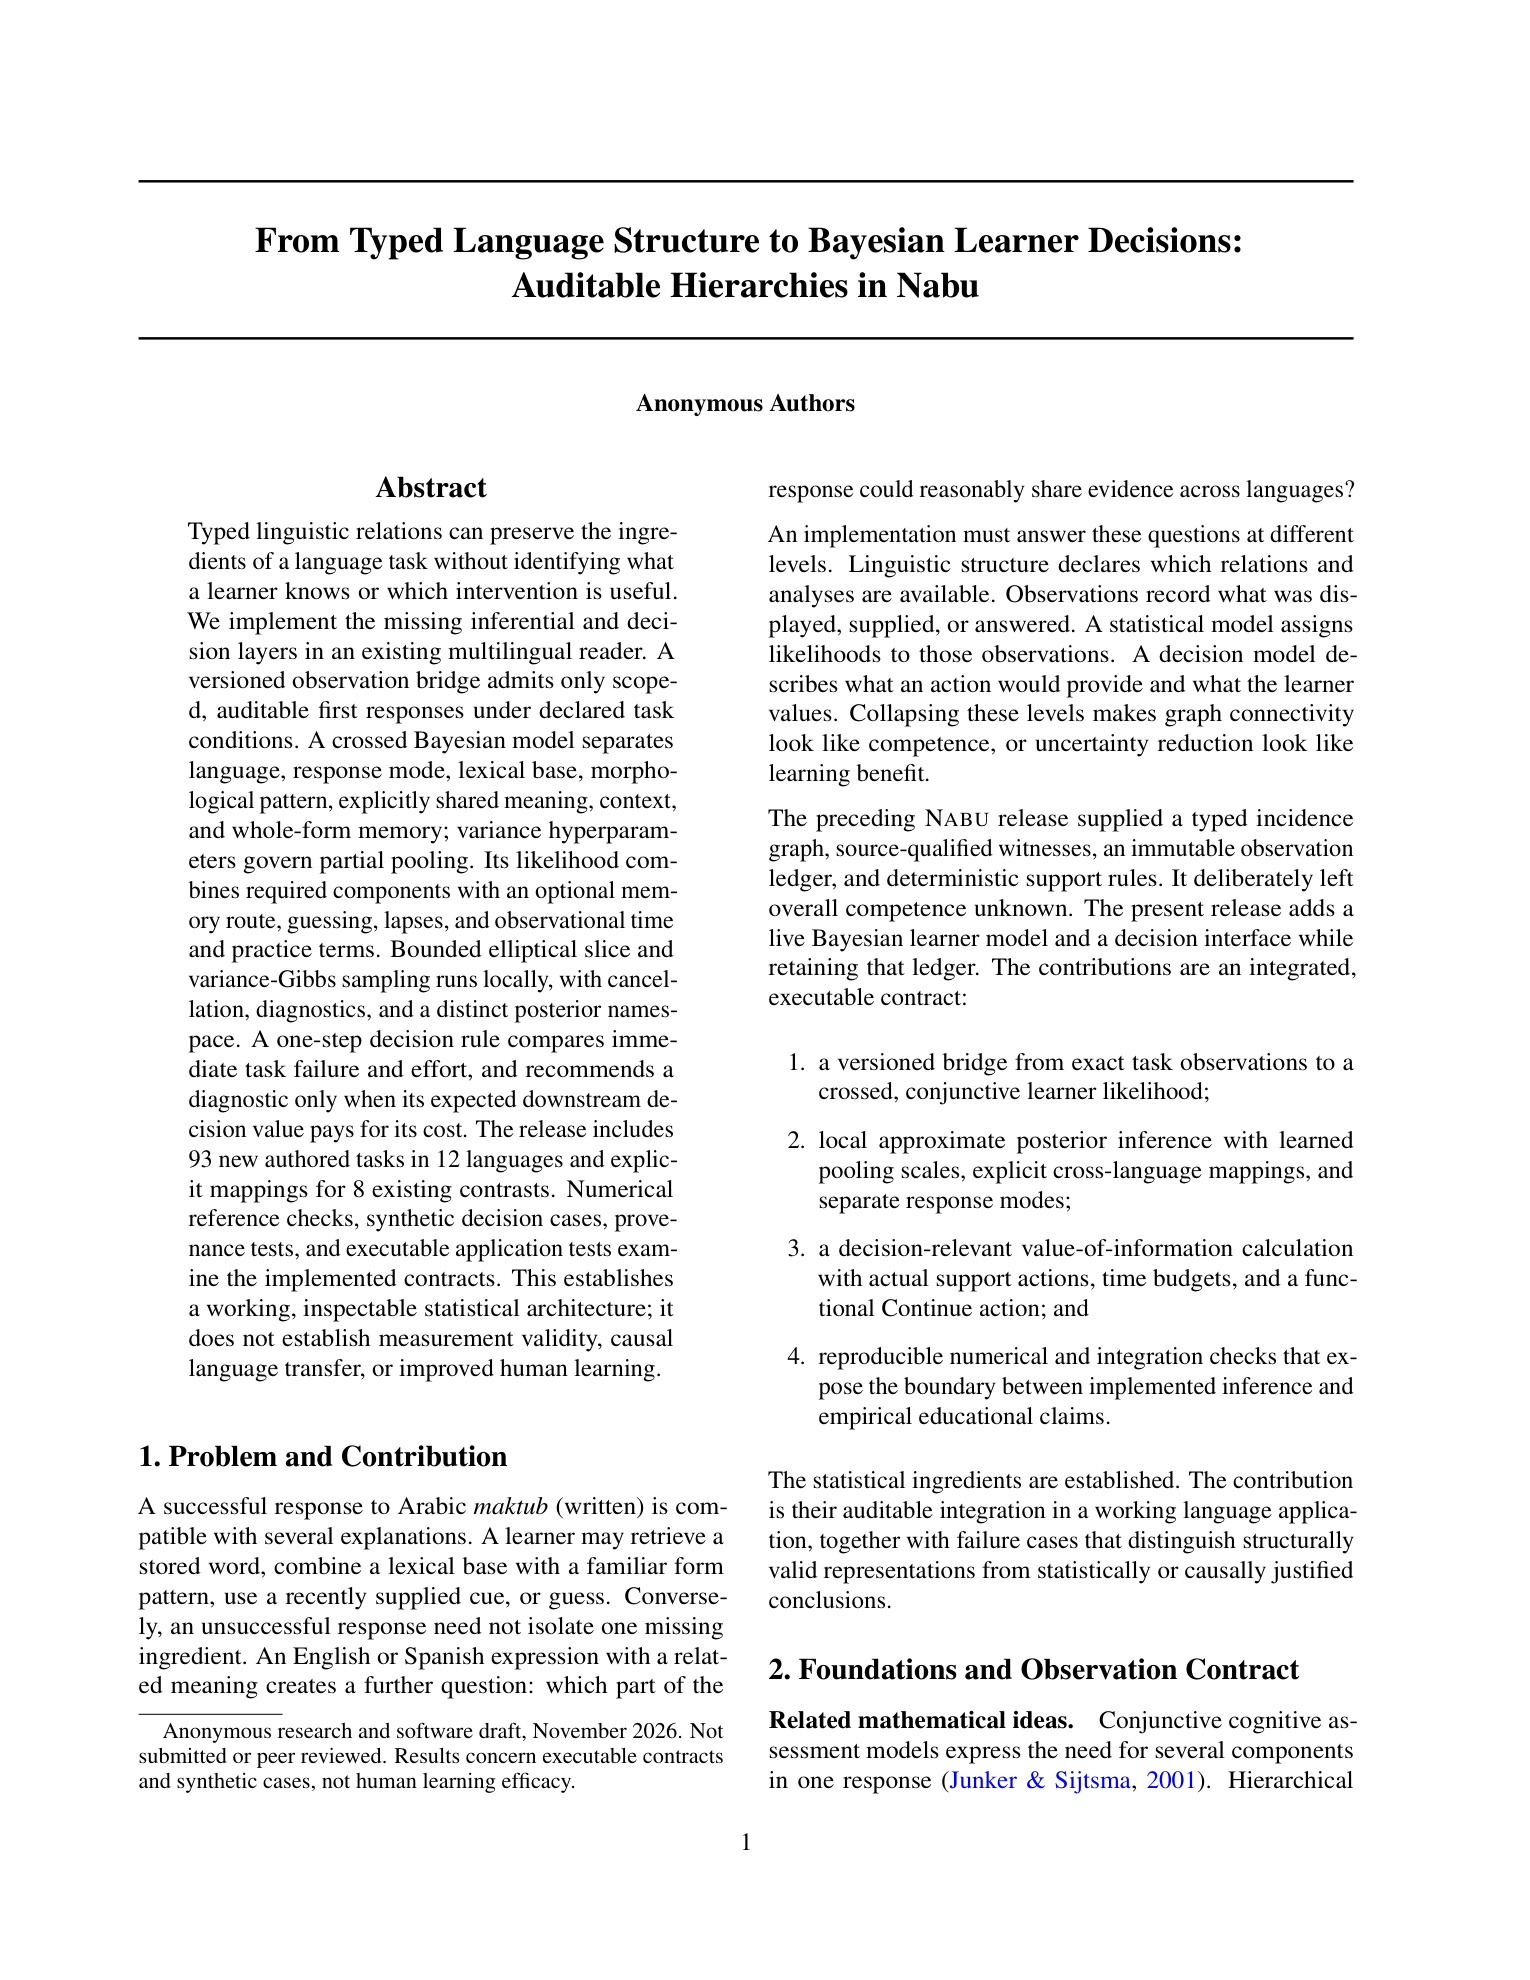 From Typed Language Structure to Bayesian Learner Decisions:
Auditable Hierarchies in Nabu
Anonymous Authors
Abstract
Typed linguistic relations can preserve the ingre-
dients of a language task without identifying what
a learner knows or which intervention is useful.
We implement the missing inferential and deci-
sion layers in an existing multilingual reader. A
versioned observation bridge admits only scope-
d, auditable first responses under declared task
conditions. A crossed Bayesian model separates
language, response mode, lexical base, morpho-
logical pattern, explicitly shared meaning, context,
and whole-form memory; variance hyperparam-
eters govern partial pooling. Its likelihood com-
bines required components with an optional mem-
ory route, guessing, lapses, and observational time
and practice terms. Bounded elliptical slice and
variance-Gibbs sampling runs locally, with cancel-
lation, diagnostics, and a distinct posterior names-
pace. A one-step decision rule compares imme-
diate task failure and effort, and recommends a
diagnostic only when its expected downstream de-
cision value pays for its cost. The release includes
93 new authored tasks in 12 languages and explic-
it mappings for 8 existing contrasts. Numerical
reference checks, synthetic decision cases, prove-
nance tests, and executable application tests exam-
ine the implemented contracts. This establishes
a working, inspectable statistical architecture; it
does not establish measurement validity, causal
language transfer, or improved human learning.
1. Problem and Contribution
A successful response to Arabic maktub (written) is com-
patible with several explanations. A learner may retrieve a
stored word, combine a lexical base with a familiar form
pattern, use a recently supplied cue, or guess. Converse-
ly, an unsuccessful response need not isolate one missing
ingredient. An English or Spanish expression with a relat-
ed meaning creates a further question: which part of the
Anonymous research and software draft, November 2026. Not
submitted or peer reviewed. Results concern executable contracts
and synthetic cases, not human learning efficacy.
response could reasonably share evidence across languages?
An implementation must answer these questions at different
levels. Linguistic structure declares which relations and
analyses are available. Observations record what was dis-
played, supplied, or answered. A statistical model assigns
likelihoods to those observations. A decision model de-
scribes what an action would provide and what the learner
values. Collapsing these levels makes graph connectivity
look like competence, or uncertainty reduction look like
learning benefit.
The preceding NABU release supplied a typed incidence
graph, source-qualified witnesses, an immutable observation
ledger, and deterministic support rules. It deliberately left
overall competence unknown. The present release adds a
live Bayesian learner model and a decision interface while
retaining that ledger. The contributions are an integrated,
executable contract:
1. a versioned bridge from exact task observations to a
crossed, conjunctive learner likelihood;
2. local approximate posterior inference with learned
pooling scales, explicit cross-language mappings, and
separate response modes;
3. a decision-relevant value-of-information calculation
with actual support actions, time budgets, and a func-
tional Continue action; and
4. reproducible numerical and integration checks that ex-
pose the boundary between implemented inference and
empirical educational claims.
The statistical ingredients are established. The contribution
is their auditable integration in a working language applica-
tion, together with failure cases that distinguish structurally
valid representations from statistically or causally justified
conclusions.
2. Foundations and Observation Contract
Related mathematical ideas. Conjunctive cognitive as-
sessment models express the need for several components
in one response (Junker & Sijtsma, 2001). Hierarchical
1